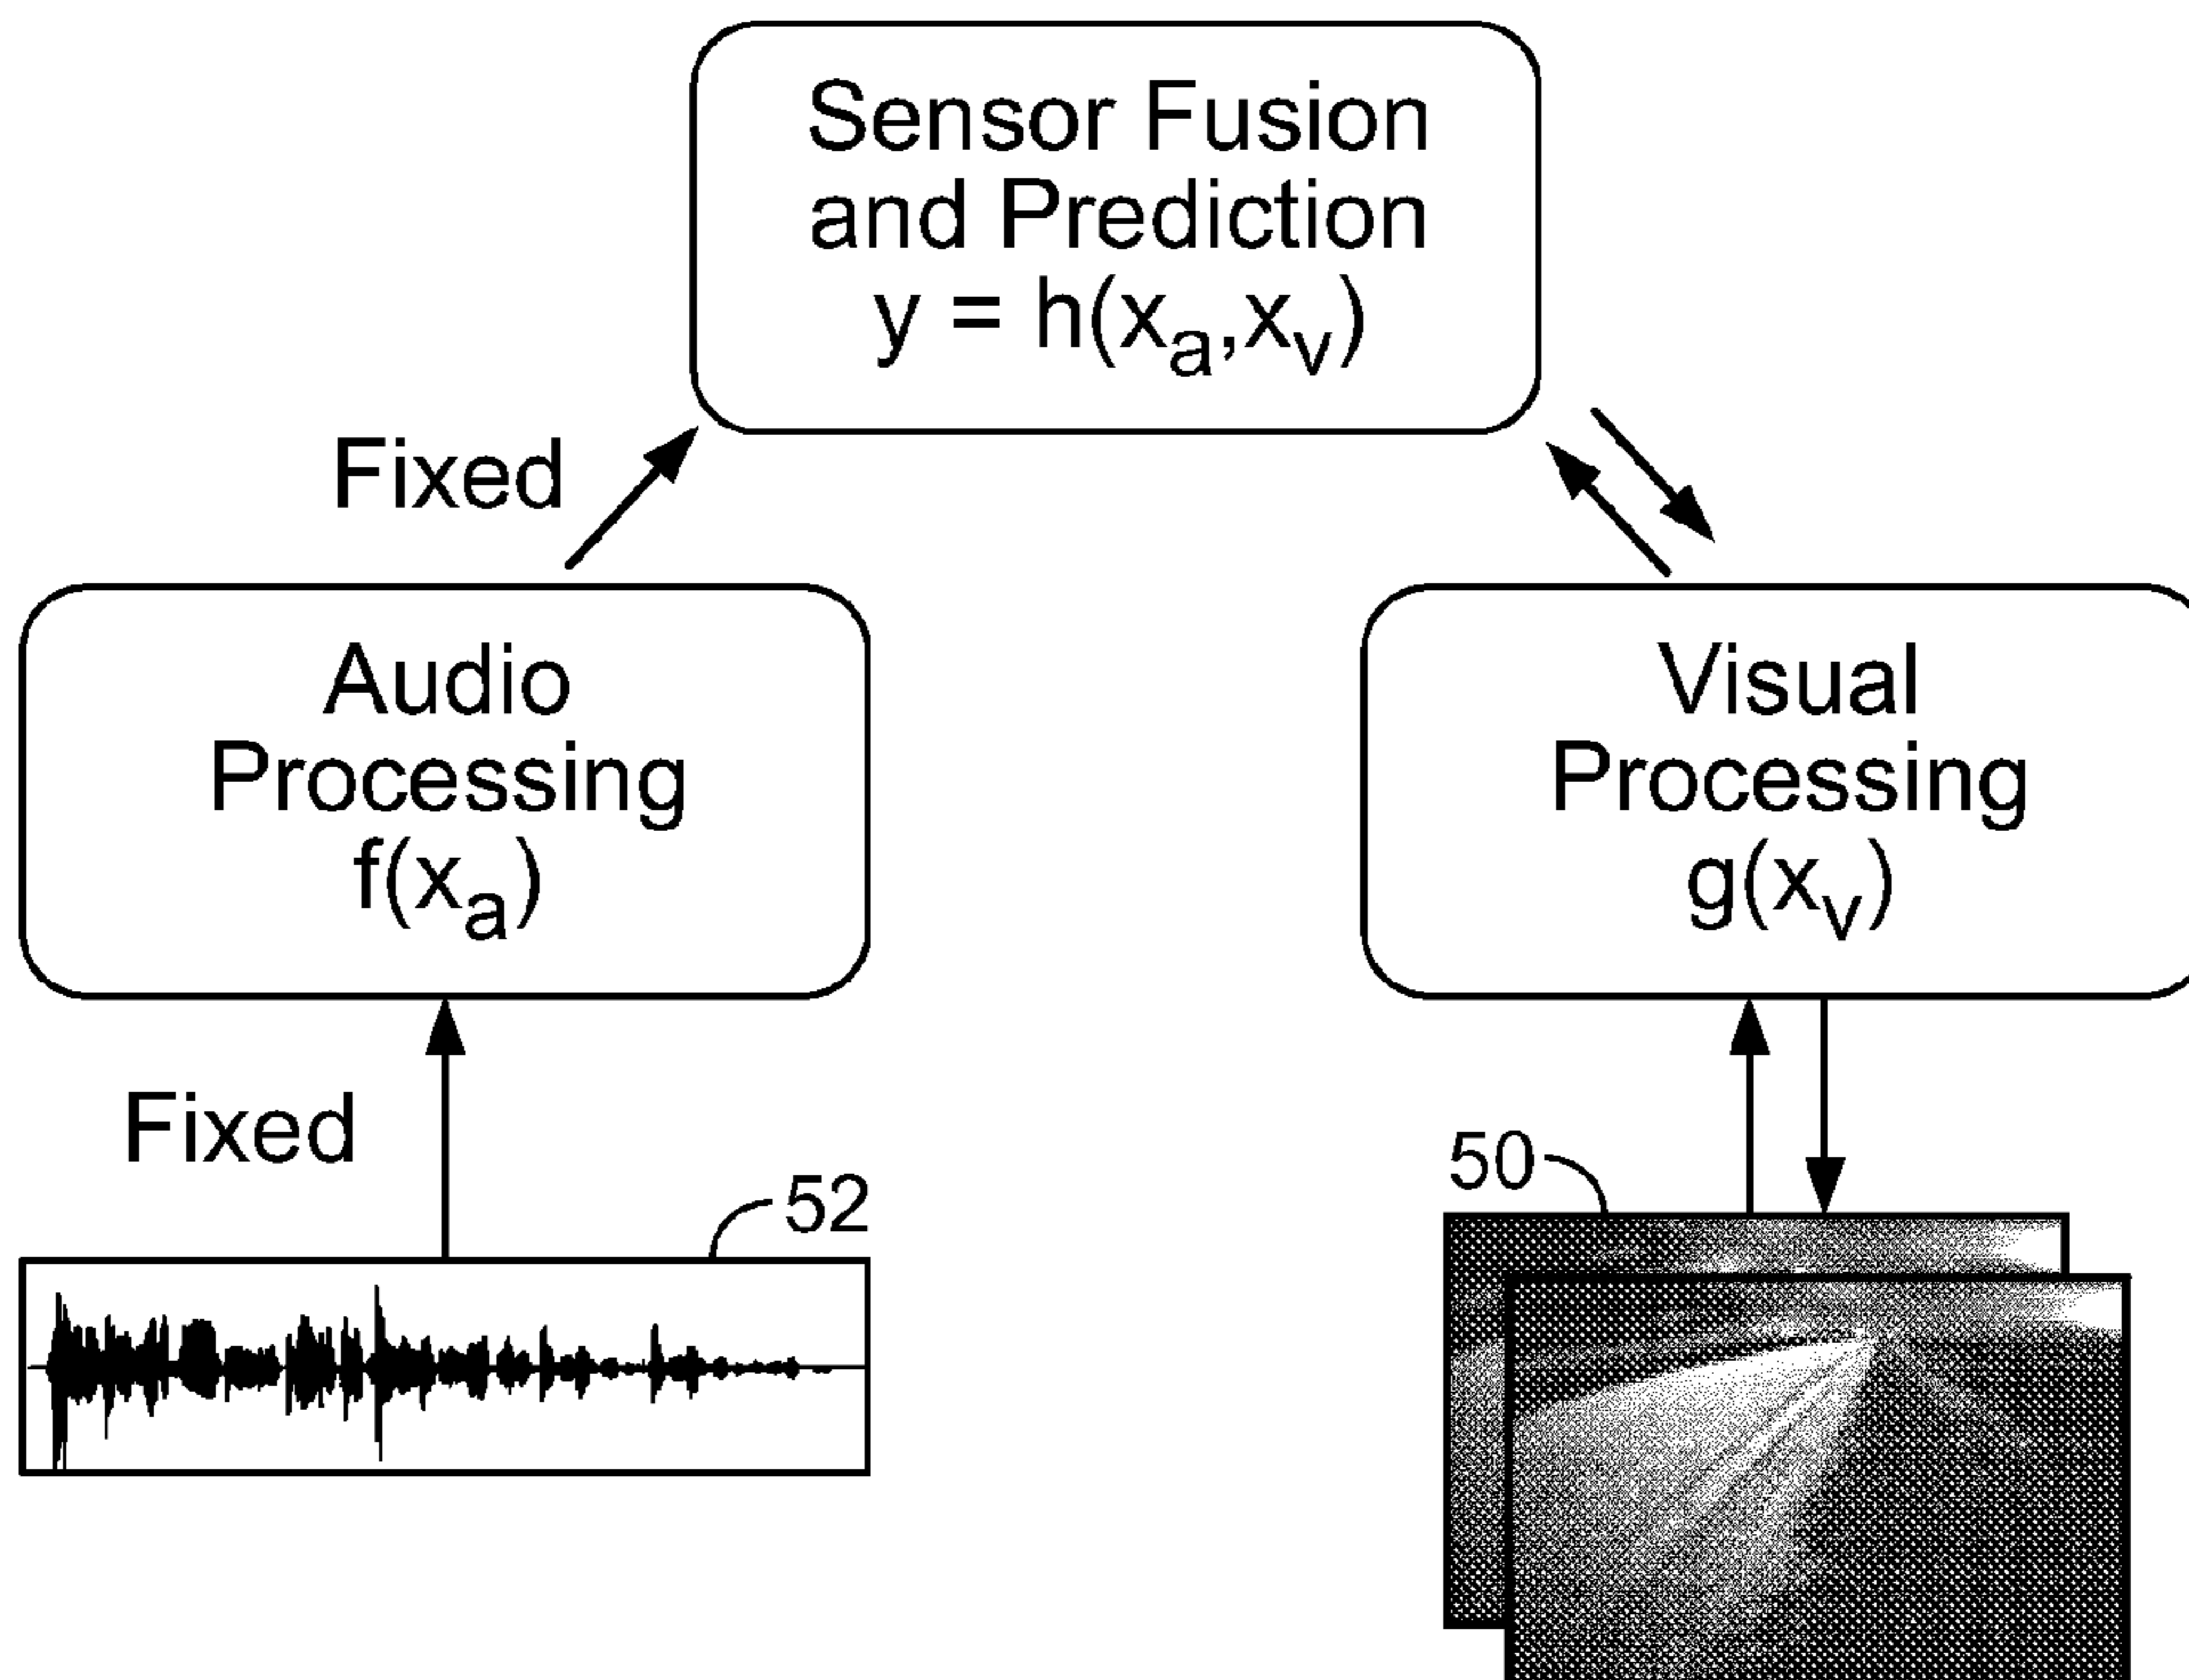 Sensor Fusion
and Prediction
y = h(xₐ,xᵥ)
Fixed
Audio
Processing
f(xₐ)
Visual
Processing
g(xᵥ)
Fixed
52
50